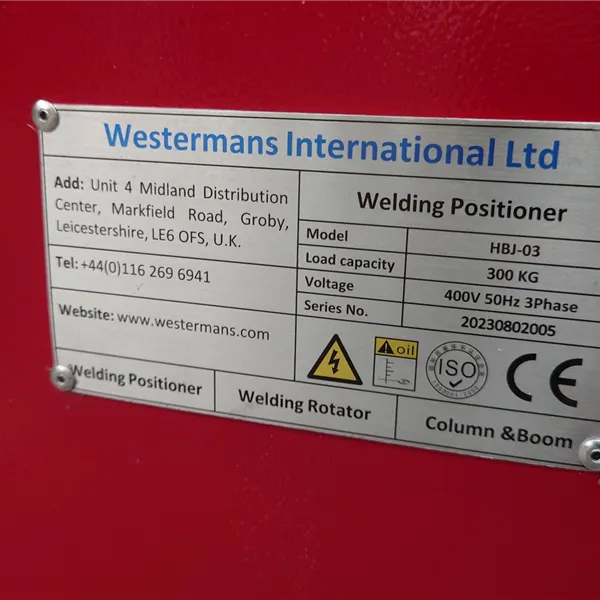 Westermans International Ltd
Add: Unit 4 Midland Distribution
Center, Markfield Road, Groby,
Leicestershire, LE6 OFS, U.K.
Tel: +44(0)116 269 6941
Website: www.westermans.com
Welding Positioner
Model HBJ-03
Load capacity 300 KG
Voltage 400V 50Hz 3Phase
Series No. 20230802005
oil
ISO
CE
Welding Positioner
Welding Rotator
Column &Boom